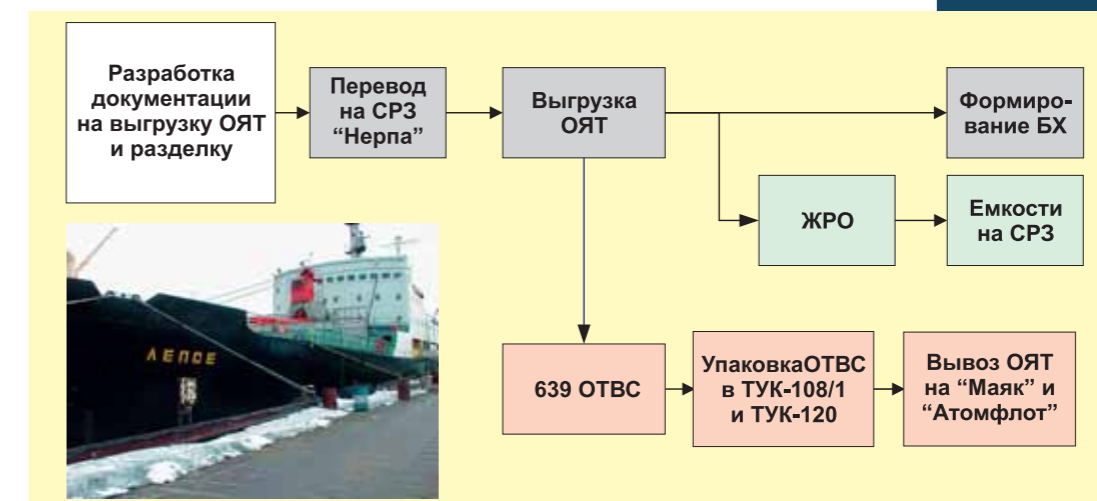 Разработка
документации
на выгрузку ОЯТ
и разделку
Перевод
на СРЗ
“Нерпа”
Выгрузка
ОЯТ
Формиро-
вание БХ
ЖРО
Емкости
на СРЗ
ЛЕПСЕ
639 ОТВС
УпаковкаОТВС
в ТУК-108/1
и ТУК-120
Вывоз ОЯТ
на “Маяк” и
“Атомфлот”